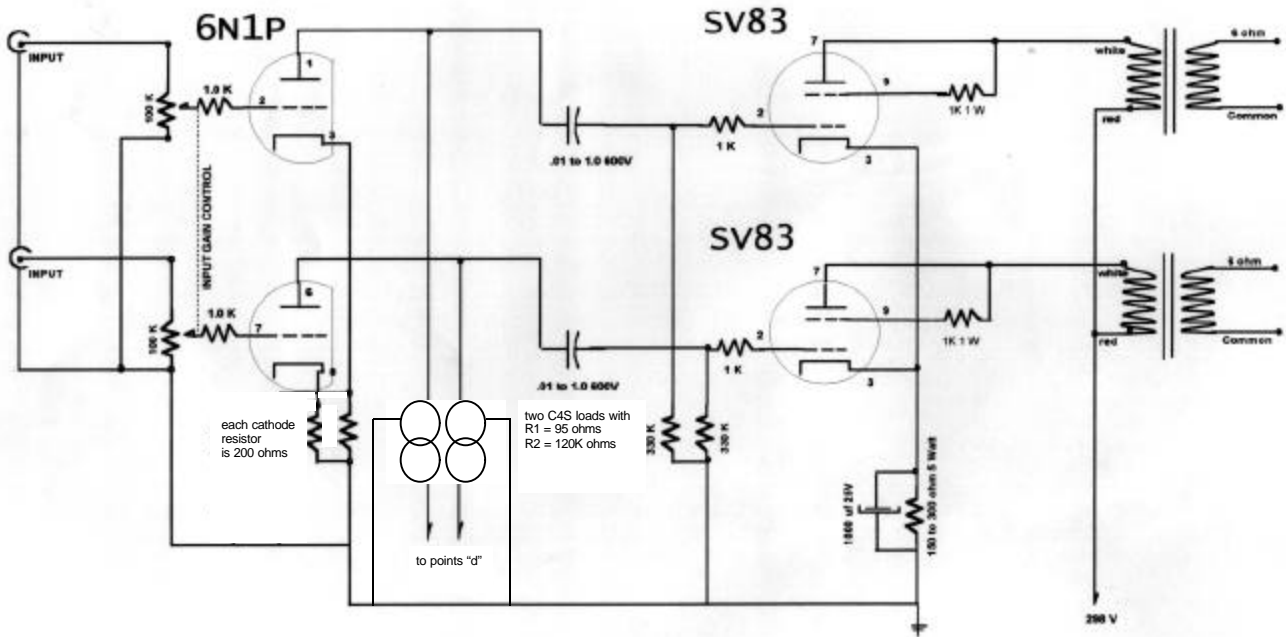 6N1P
SV83
INPUT
100 K
1.0 K
2
1
3
.01 to 1.0 600V
1 K
2
7
9
3
1K 1 W
white
red
6 ohm
Common
INPUT GAIN CONTROL
SV83
INPUT
100 K
1.0 K
7
6
8
.01 to 1.0 600V
1 K
2
7
9
3
1K 1 W
white
red
Common
each cathode
resistor
is 200 ohms
two C4S loads with
R1 = 95 ohms
R2 = 120K ohms
330 K
330 K
to points “d”
1000 uf 25V
150 to 300 ohm 5 Watt
298 V